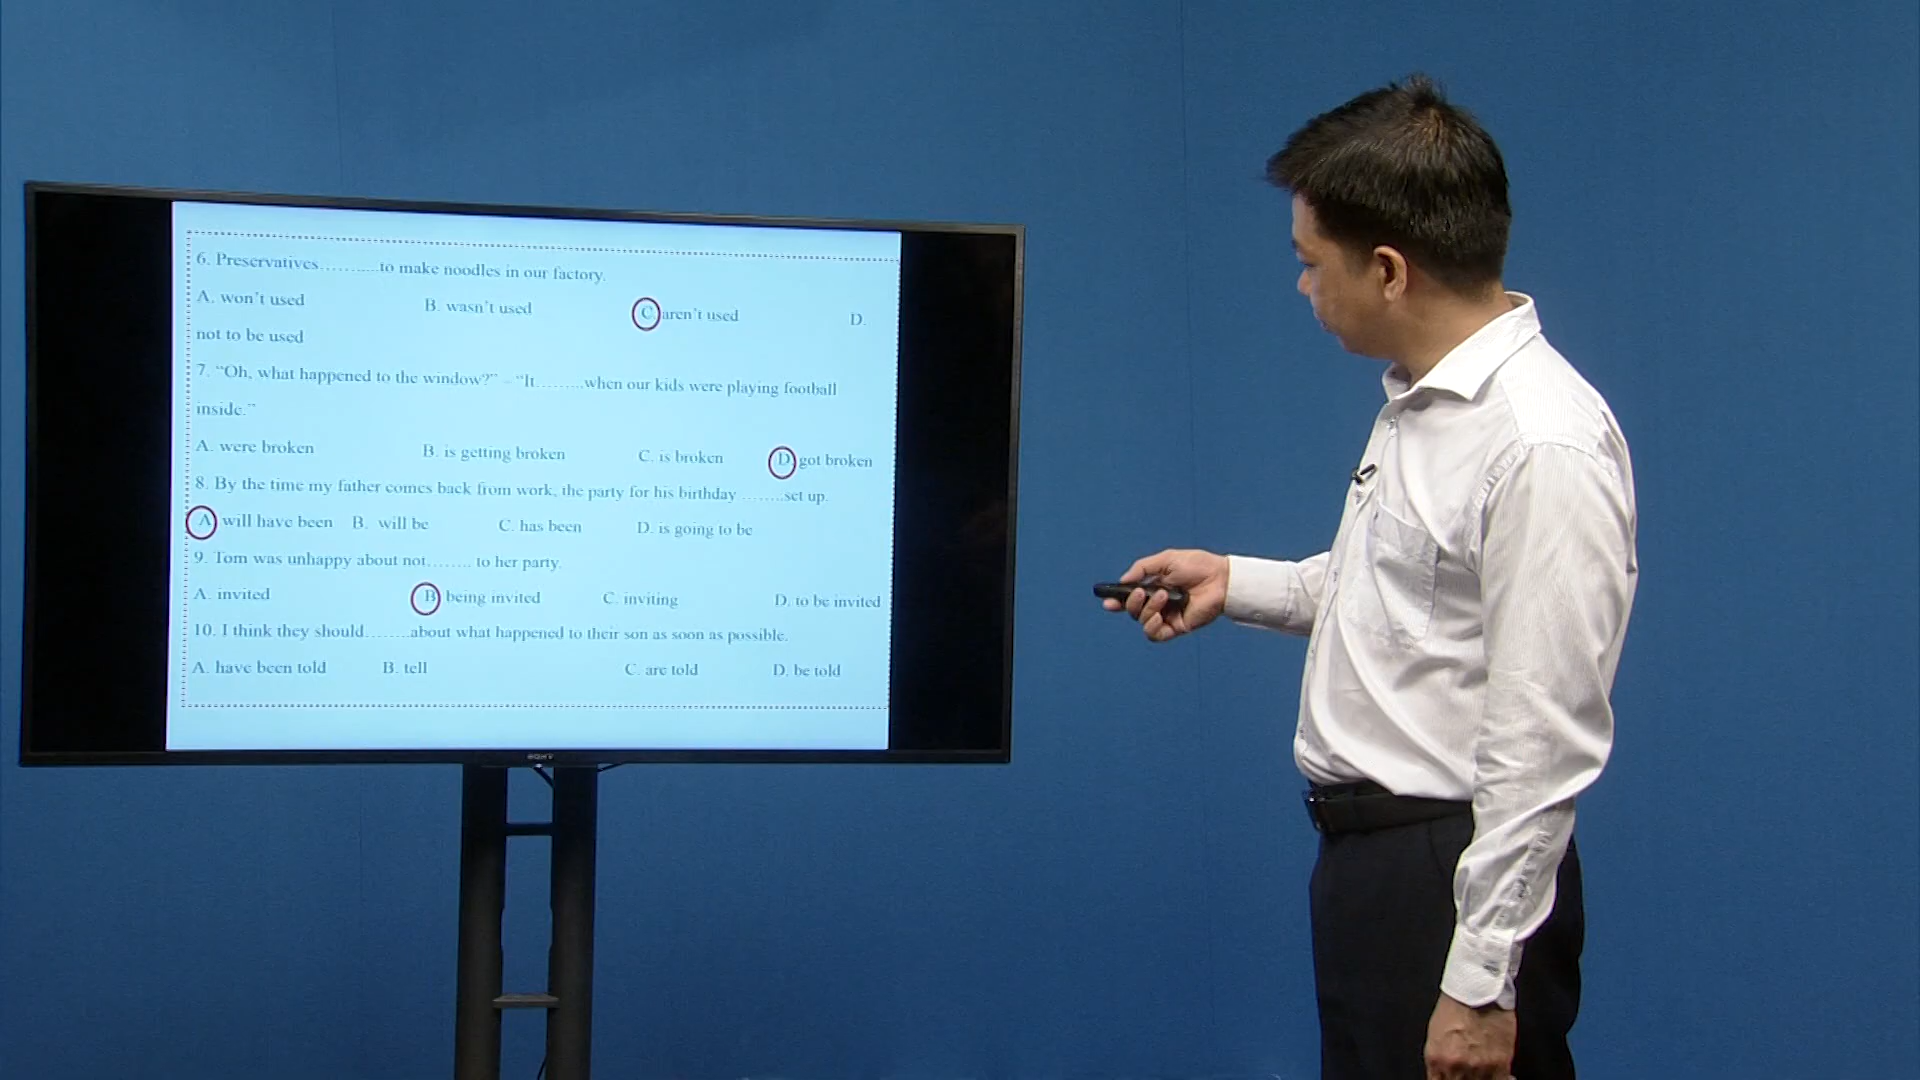 6. Preservatives...........to make noodles in our factory.
A. won't used B. wasn't used C. aren't used D.
not to be used
7. “Oh, what happened to the window?” – “It.........when our kids were playing football
inside.”
A. were broken B. is getting broken C. is broken D. got broken
8. By the time my father comes back from work, the party for his birthday ........set up.
A. will have been B. will be C. has been D. is going to be
9. Tom was unhappy about not........ to her party.
A. invited B. being invited C. inviting D. to be invited
10. I think they should........about what happened to their son as soon as possible.
A. have been told B. tell C. are told D. be told
SONY